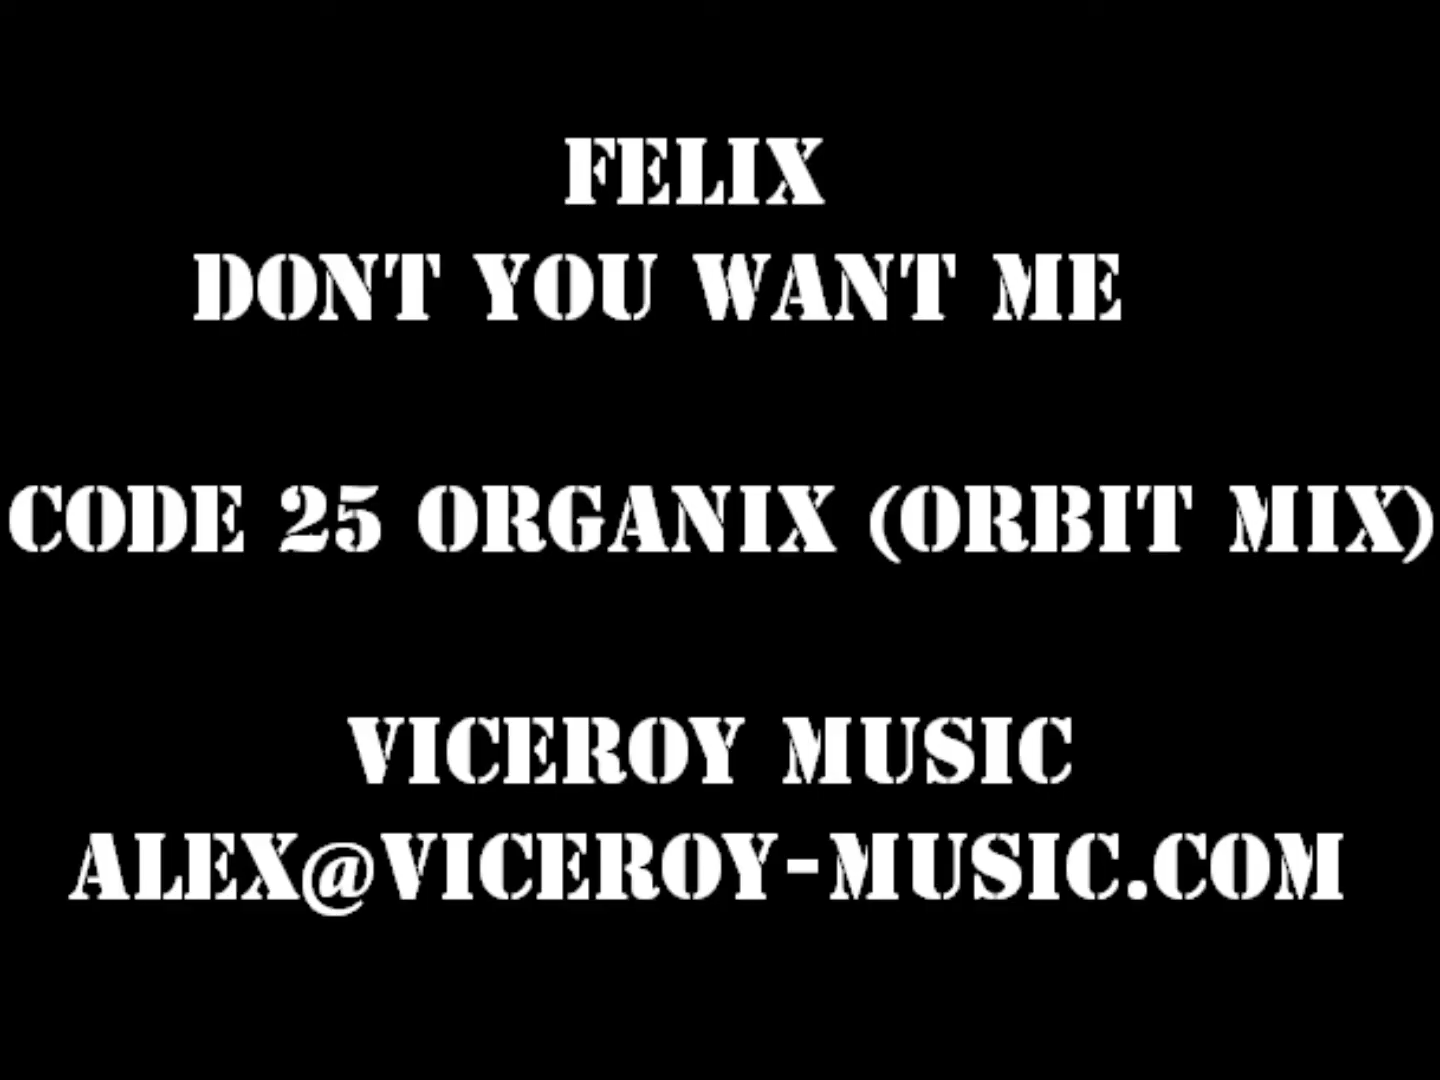 FELIX
DONT YOU WANT ME
CODE 25 ORGANIX (ORBIT MIX)
VICEROY MUSIC
ALEX@VICEROY-MUSIC.COM